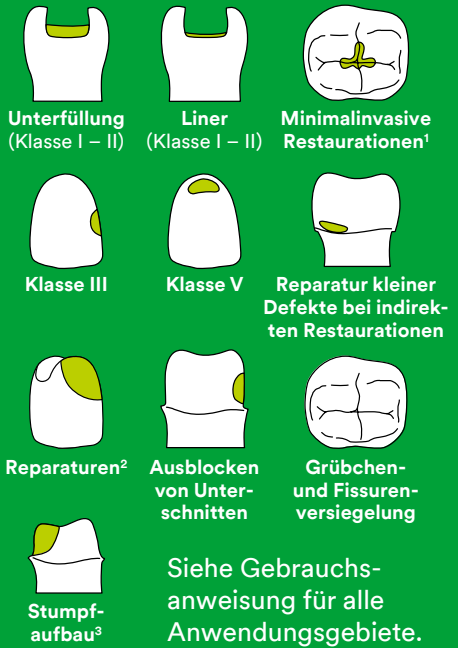 Unterfüllung
(Klasse I – II)
Liner
(Klasse I – II)
Minimalinvasive
Restaurationen¹
Klasse III
Klasse V
Reparatur kleiner
Defekte bei indirek-
ten Restaurationen
Reparaturen²
Ausblocken
von Unter-
schnitten
Grübchen-
und Fissuren-
versiegelung
Stumpf-
aufbau³
Siehe Gebrauchs-
anweisung für alle
Anwendungsgebiete.